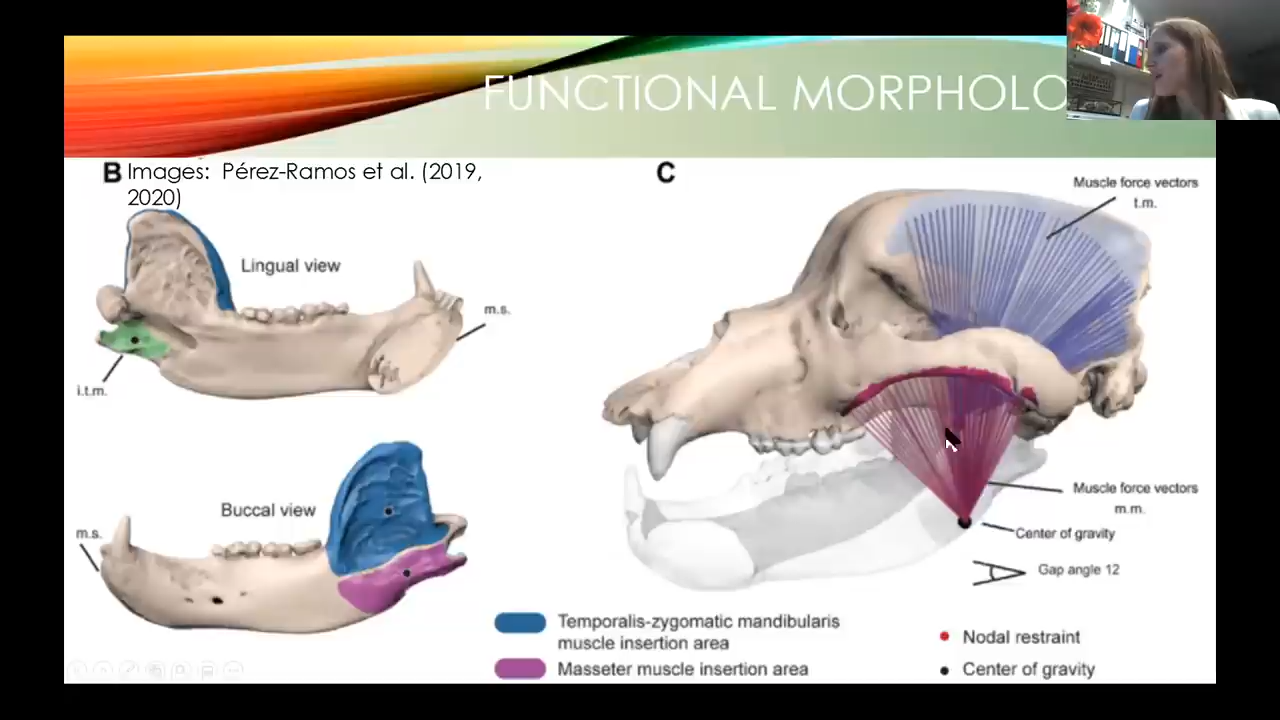 FUNCTIONAL MORPHOLO
B Images: Pérez-Ramos et al. (2019,
2020)
Lingual view
m.s.
i.t.m.
Buccal view
m.s.
C
Muscle force vectors
t.m.
Muscle force vectors
m.m.
Center of gravity
Gap angle 12
Temporalis-zygomatic mandibularis
muscle insertion area
Masseter muscle insertion area
Nodal restraint
Center of gravity